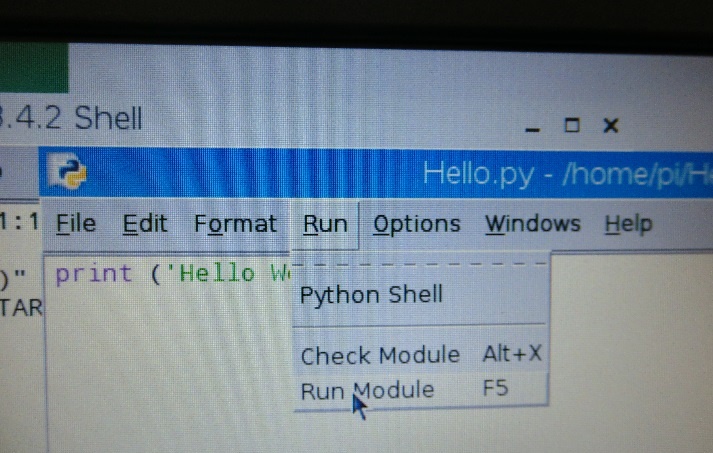 .4.2 Shell
Hello.py - /home/pi/H
1:1
File Edit Format Run Options Windows Help
)"
print ('Hello W
TAR
Python Shell
Check Module Alt+X
Run Module F5